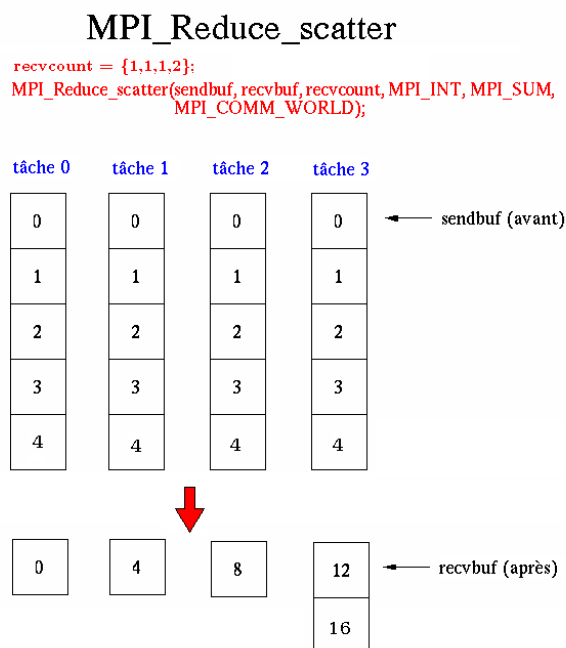 MPI_Reduce_scatter
recvcount = {1,1,1,2};
MPI_Reduce_scatter(sendbuf, recvbuf, recvcount, MPI_INT, MPI_SUM,
MPI_COMM_WORLD);
tâche 0 tâche 1 tâche 2 tâche 3
0 0 0 0 sendbuf (avant)
1 1 1 1
2 2 2 2
3 3 3 3
4 4 4 4
0 4 8 12 recvbuf (après)
16